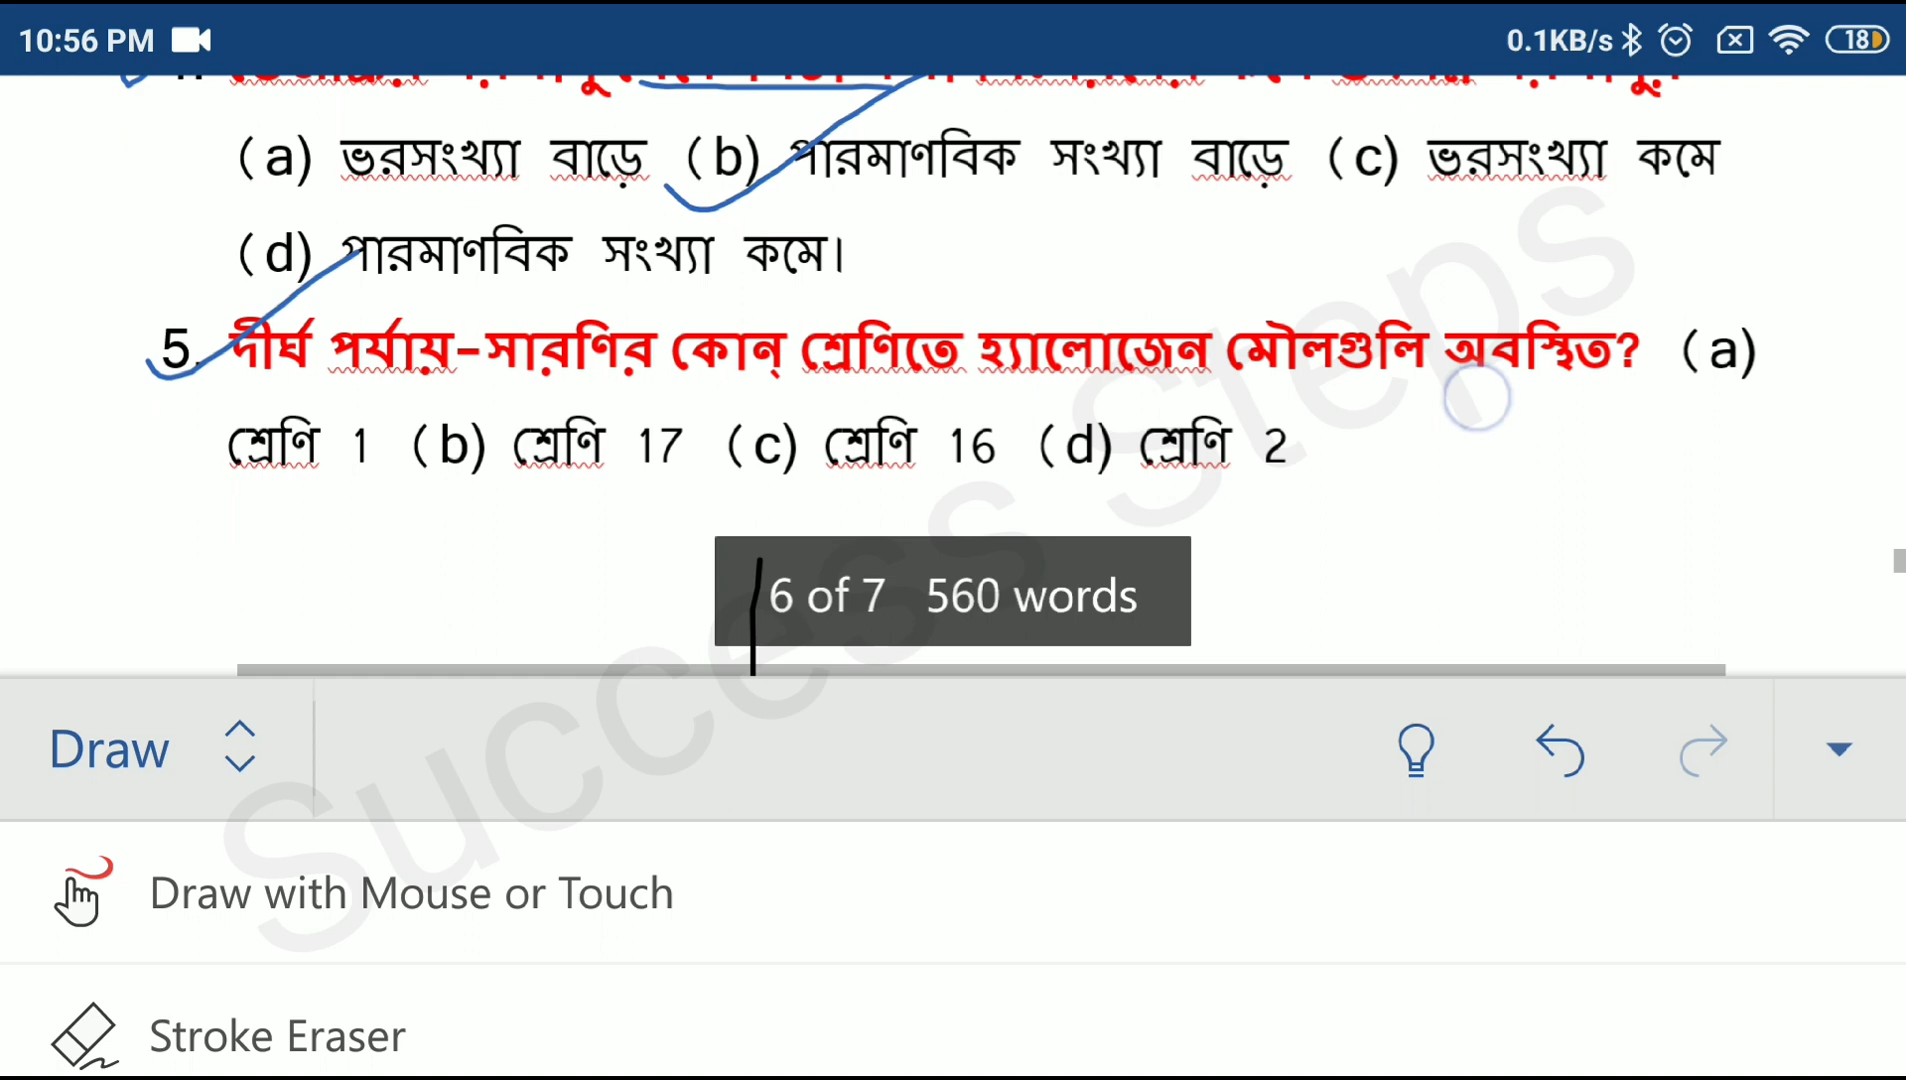 10:56 PM 0.1KB/s 18
(a) ভরসংখ্যা বাড়ে (b) পারমাণবিক সংখ্যা বাড়ে (c) ভরসংখ্যা কমে
(d) পারমাণবিক সংখ্যা কমে।
5. দীর্ঘ পর্যায়-সারণির কোন্ শ্রেণিতে হ্যালোজেন মৌলগুলি অবস্থিত? (a)
শ্রেণি 1 (b) শ্রেণি 17 (c) শ্রেণি 16 (d) শ্রেণি 2
6 of 7 560 words
Success Steps
Draw
Draw with Mouse or Touch
Stroke Eraser